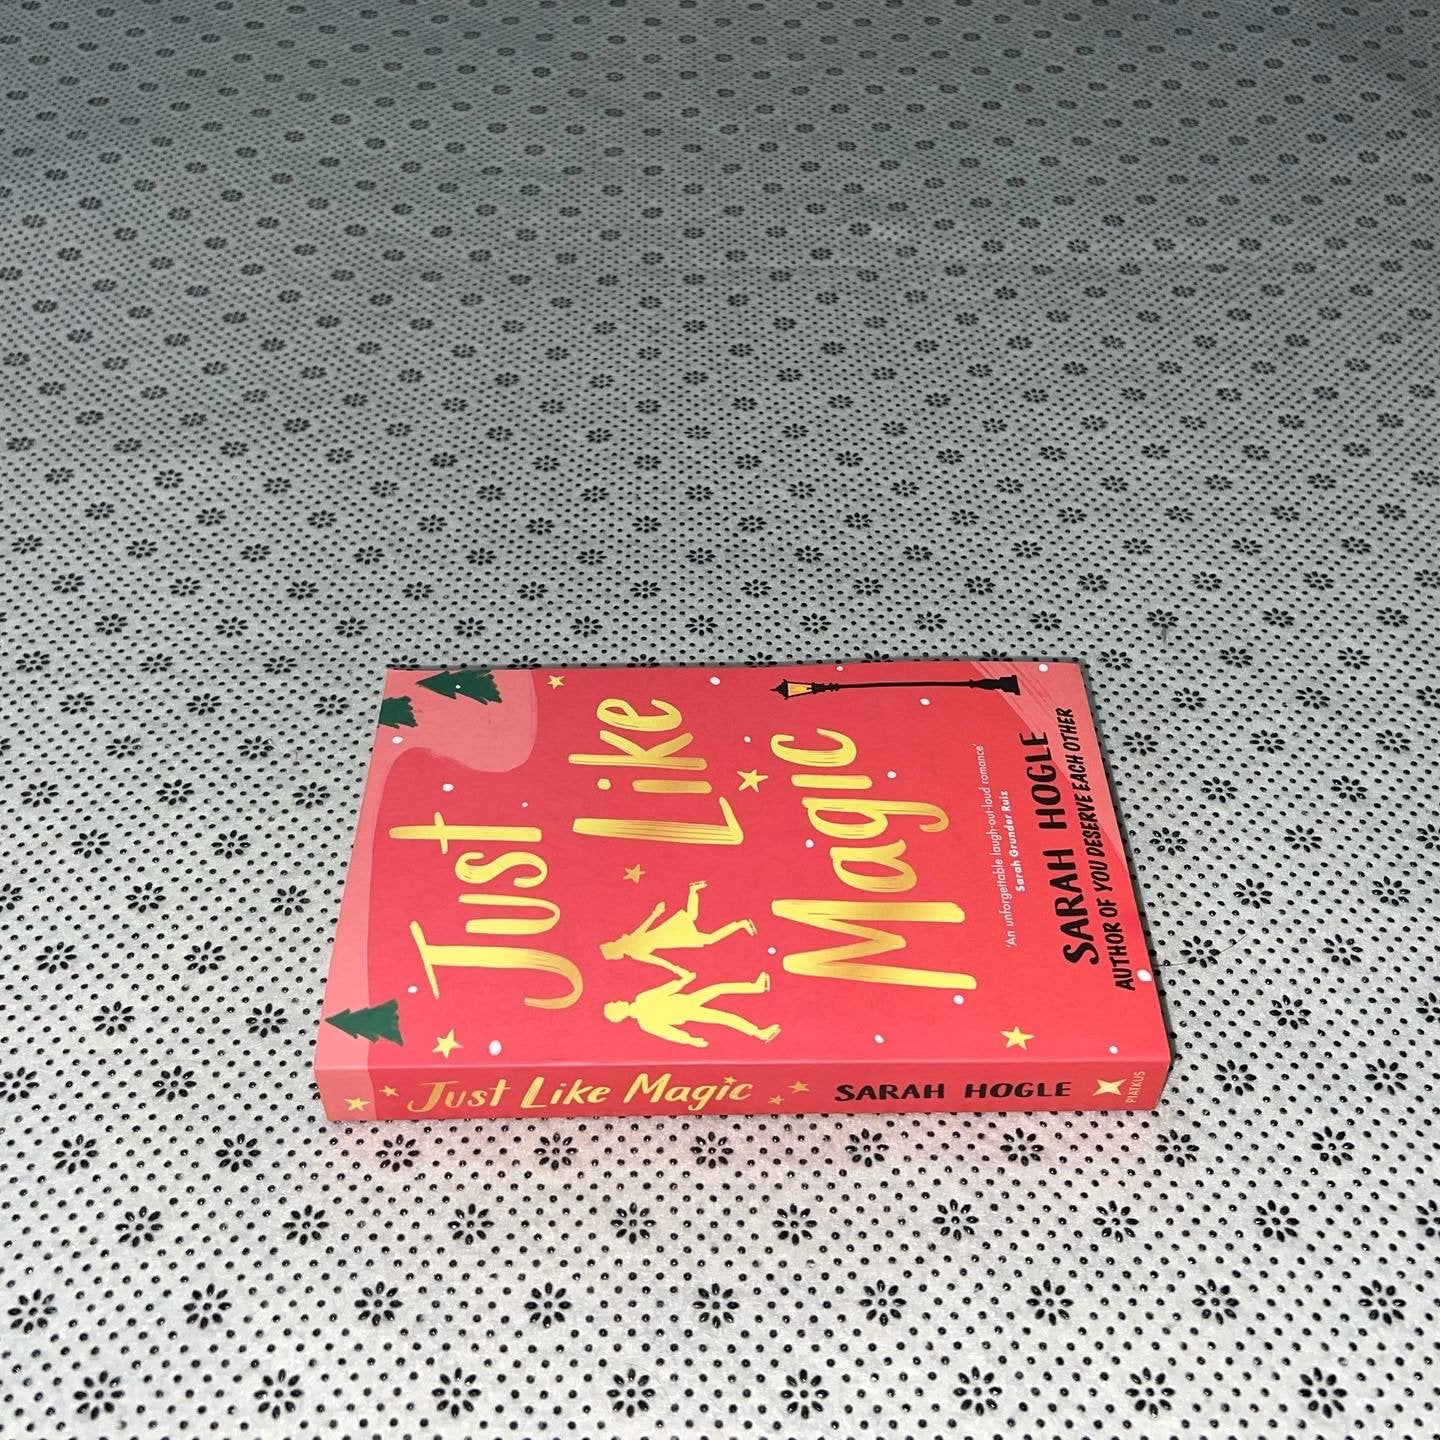 Just
Like
Magic
'An unforgettable laugh-out-loud romance'
Sarah Grunder Ruiz
SARAH HOGLE
AUTHOR OF YOU DESERVE EACH OTHER
Just Like Magic SARAH HOGLE PIATKUS